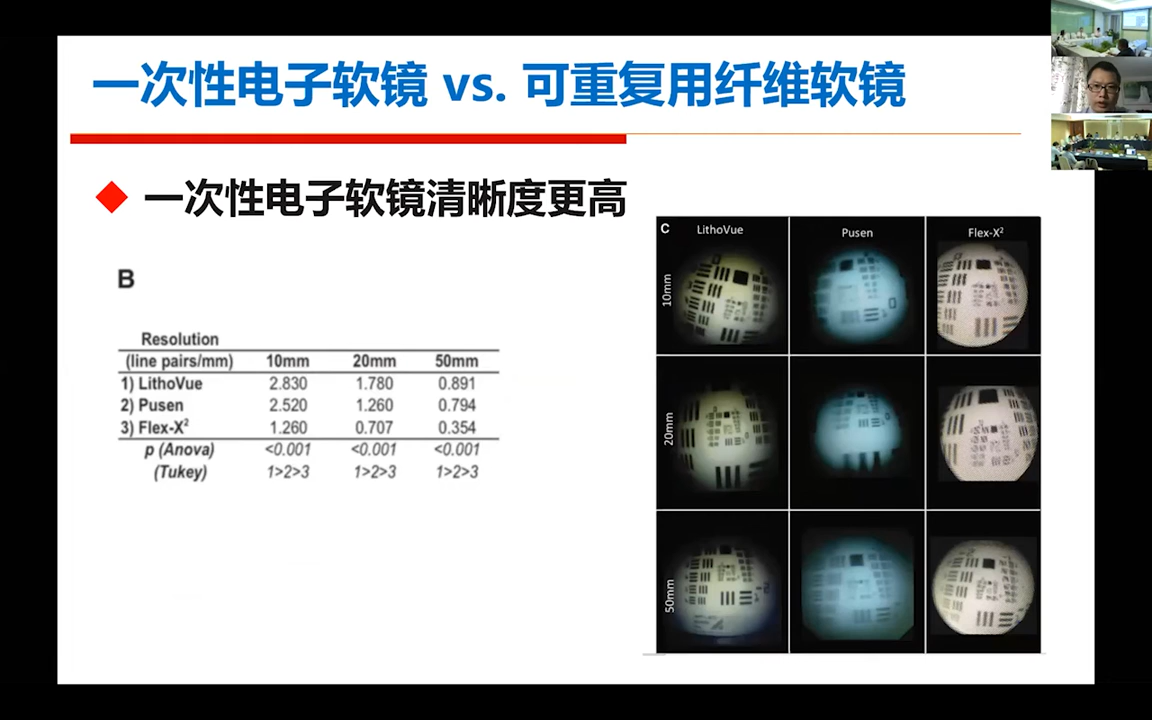 一次性电子软镜 vs. 可重复用纤维软镜
◆ 一次性电子软镜清晰度更高
B
Resolution
(line pairs/mm) 10mm 20mm 50mm
1) LithoVue 2.830 1.780 0.891
2) Pusen 2.520 1.260 0.794
3) Flex-X² 1.260 0.707 0.354
p (Anova) <0.001 <0.001 <0.001
(Tukey) 1>2>3 1>2>3 1>2>3
C LithoVue Pusen Flex-X²
10mm
20mm
50mm